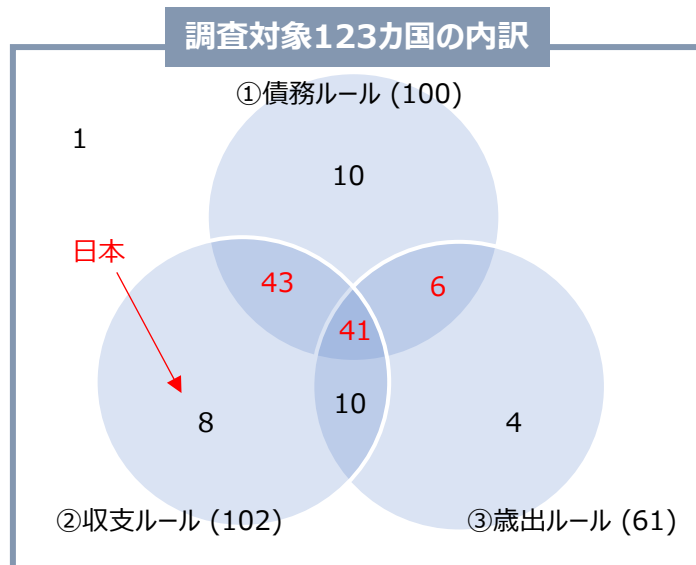 調査対象123カ国の内訳
①債務ルール (100)
1
10
日本
43
6
41
10
8
4
②収支ルール (102)
③歳出ルール (61)